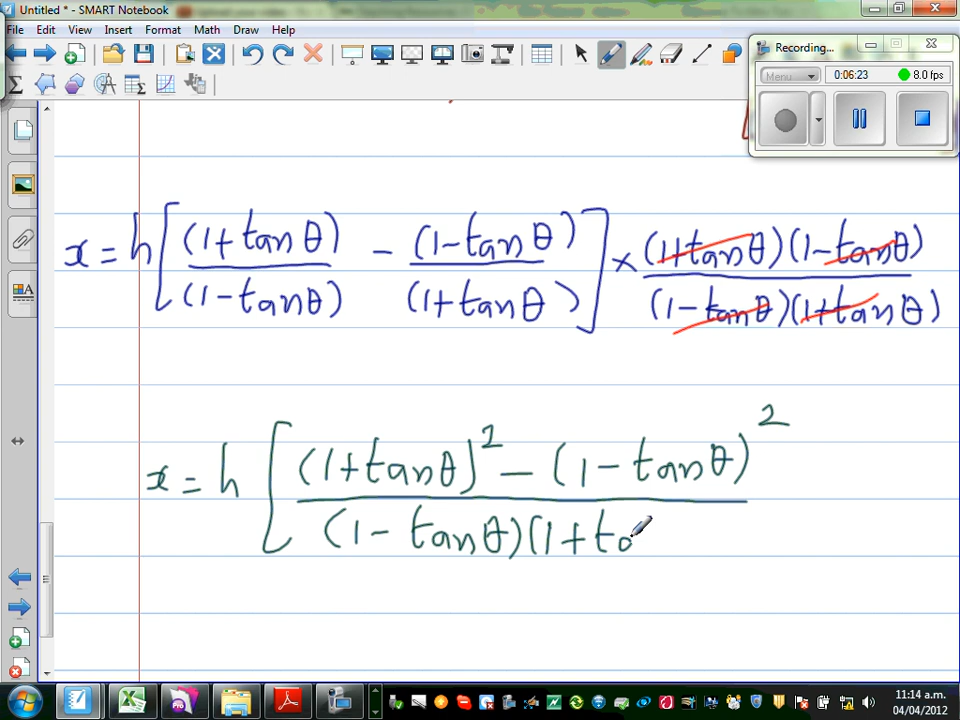 Untitled * - SMART Notebook
File Edit View Insert Format Math Draw Help
Recording...
Menu 0:06:23 8.0 fps
x = h[(1+tanθ)/(1-tanθ) - (1-tanθ)/(1+tanθ)] × (1+tanθ)(1-tanθ)/(1-tanθ)(1+tanθ)
x = h[(1+tanθ)² - (1-tanθ)²
(1-tanθ)(1+ta
11:14 a.m.
04/04/2012